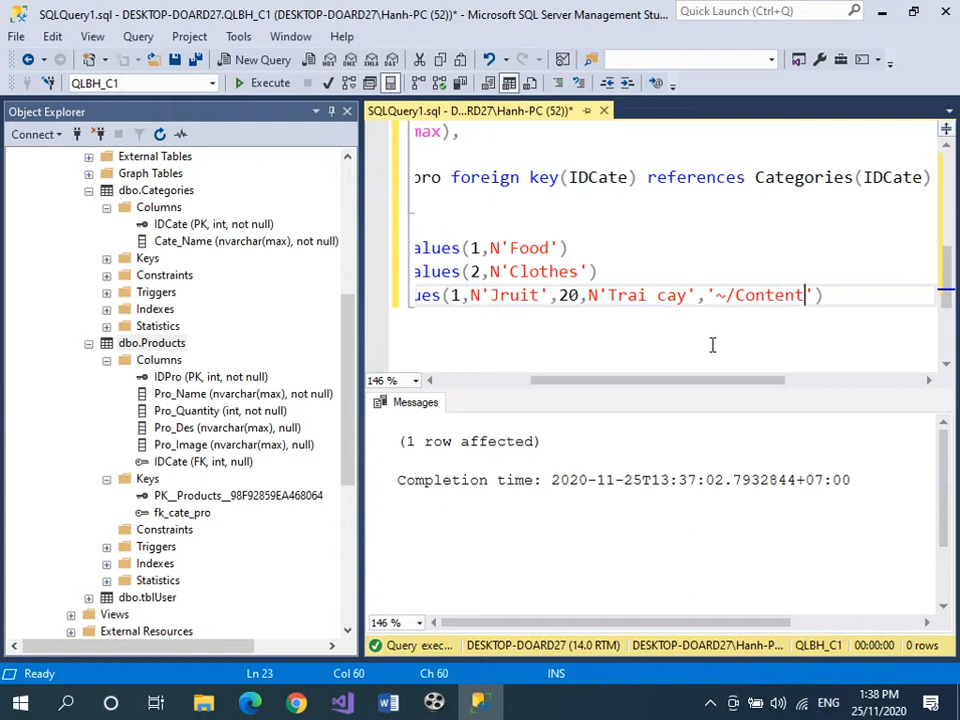 SQLQuery1.sql - DESKTOP-DOARD27.QLBH_C1 (DESKTOP-DOARD27\Hanh-PC (52))* - Microsoft SQL Server Management Stu...
Quick Launch (Ctrl+Q)
File Edit View Query Project Tools Window Help
New Query
MDX DMX XMLA DAX
QLBH_C1
Execute
Object Explorer
SQLQuery1.sql - D...RD27\Hanh-PC (52))*
Connect
External Tables
Graph Tables
dbo.Categories
Columns
IDCate (PK, int, not null)
Cate_Name (nvarchar(max), not null)
Keys
Constraints
Triggers
Indexes
Statistics
dbo.Products
Columns
IDPro (PK, int, not null)
Pro_Name (nvarchar(max), not null)
Pro_Quantity (int, not null)
Pro_Des (nvarchar(max), not null)
Pro_Image (nvarchar(max), not null)
IDCate (FK, int, null)
Keys
PK__Products__98F92859EA468064
fk_cate_pro
Constraints
Triggers
Indexes
Statistics
dbo.tblUser
Views
External Resources
max),
pro foreign key(IDCate) references Categories(IDCate)
alues(1,N'Food')
alues(2,N'Clothes')
ues(1,N'Jruit',20,N'Trai cay','~/Content')
146 %
Messages
(1 row affected)
Completion time: 2020-11-25T13:37:02.7932844+07:00
146 %
Query exec... DESKTOP-DOARD27 (14.0 RTM) DESKTOP-DOARD27\Hanh-P... QLBH_C1 00:00:00 0 rows
Ready Ln 23 Col 60 Ch 60 INS
ENG
1:38 PM
25/11/2020